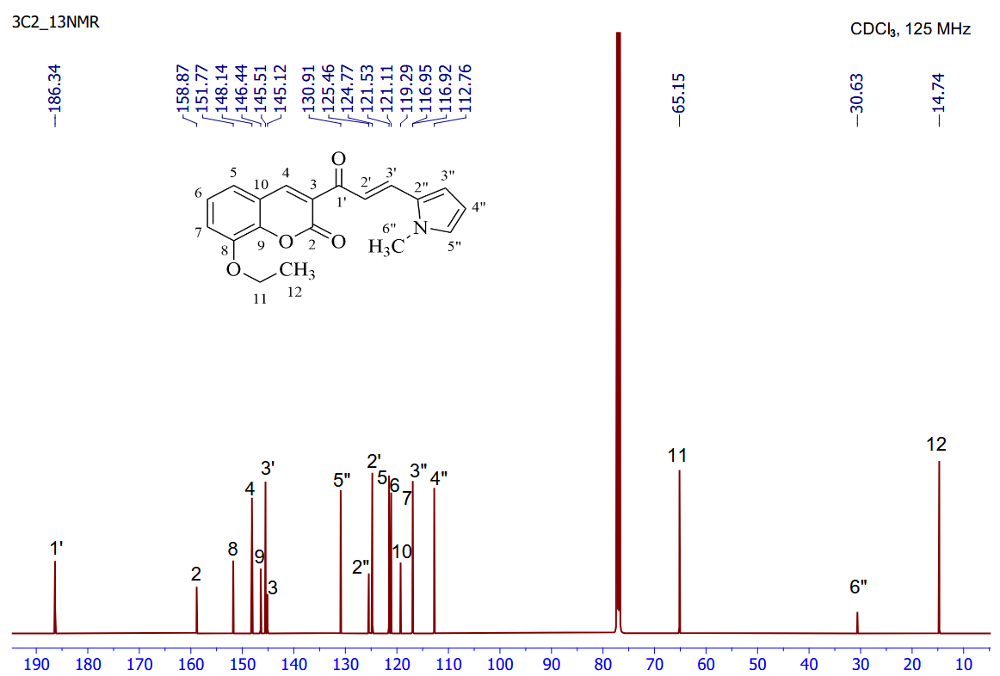 3C2_13NMR
CDCl₃, 125 MHz
186.34
158.87
151.77
148.14
146.44
145.51
145.12
130.91
125.46
124.77
121.53
121.11
119.29
116.95
116.92
112.76
65.15
30.63
14.74
O
5 4 3' 3''
6 10 3 2' 2'' 4''
1'
7 9 O 2 O 6'' N 5''
8 H₃C
O CH₃
11 12
1' 2 8 4 9 3' 3 5'' 2'' 2' 5 6 10 7 3'' 4'' 11 6'' 12
190 180 170 160 150 140 130 120 110 100 90 80 70 60 50 40 30 20 10